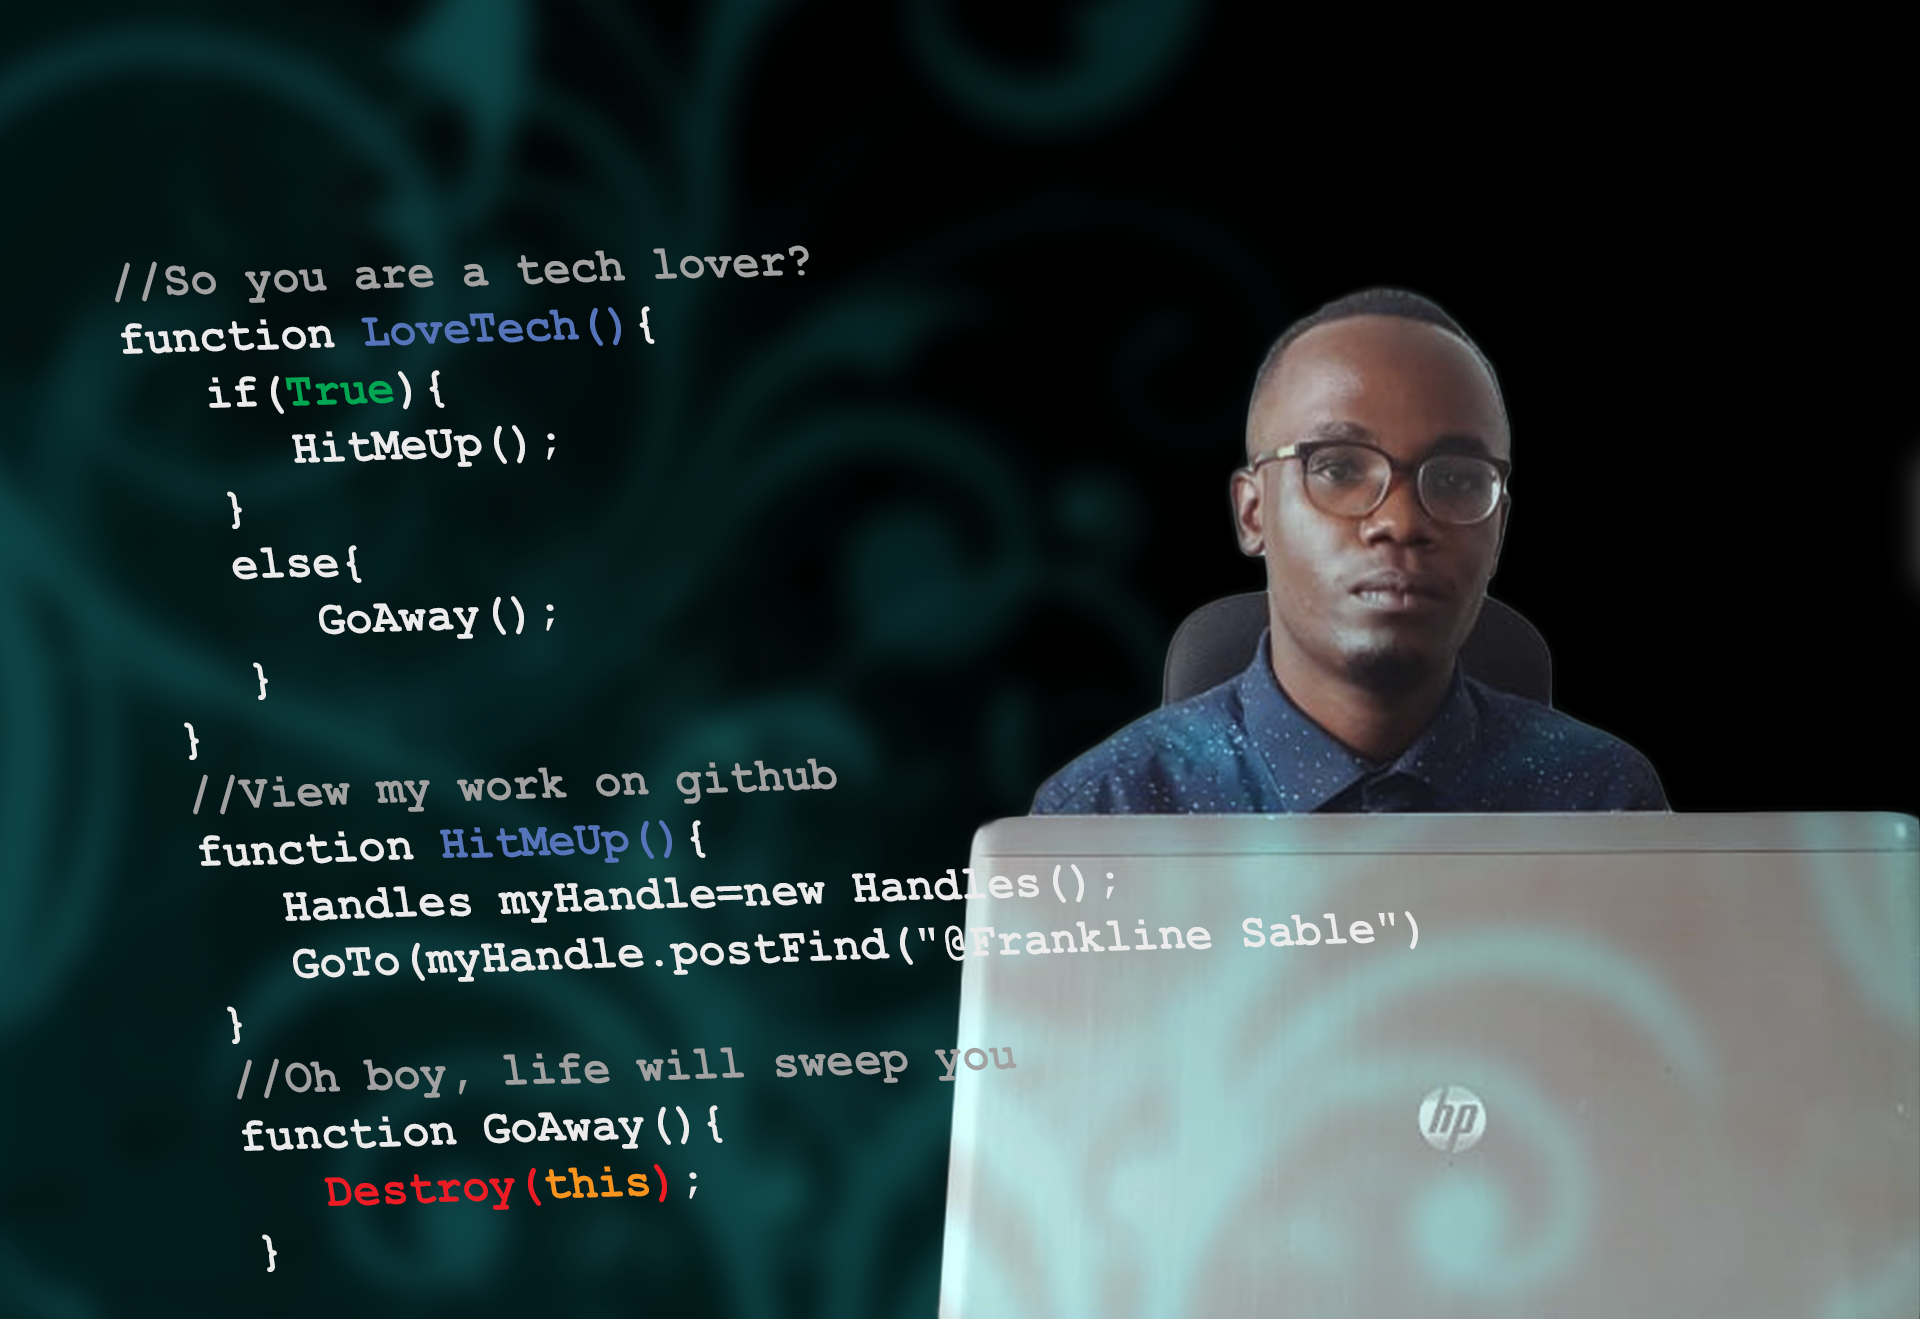 //So you are a tech lover?
function LoveTech(){
if(True){
HitMeUp();
}
else{
GoAway();
}
}
//View my work on github
function HitMeUp(){
Handles myHandle=new Handles();
GoTo(myHandle.postFind("@Frankline Sable")
}
//Oh boy, life will sweep you
function GoAway(){
Destroy(this);
}
hp